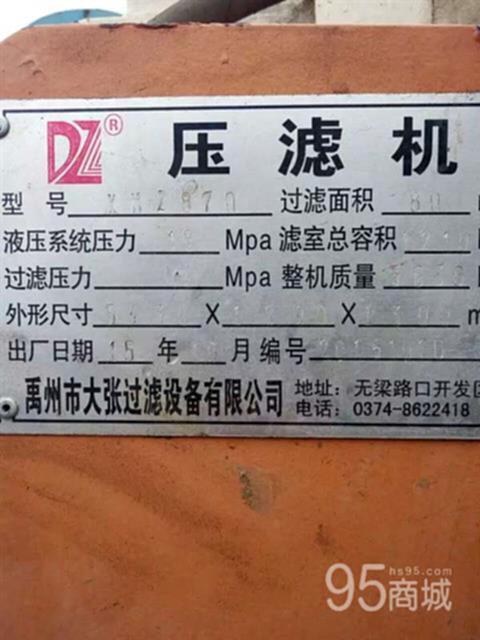 DZ® 压滤机
型号 过滤面积 80
液压系统压力 Mpa 滤室总容积
过滤压力 Mpa 整机质量
外形尺寸 X X m
出厂日期 15 年 月 编号
禹州市大张过滤设备有限公司 地址: 无梁路口开发区
电话: 0374-8622418
hs95.com
95商城